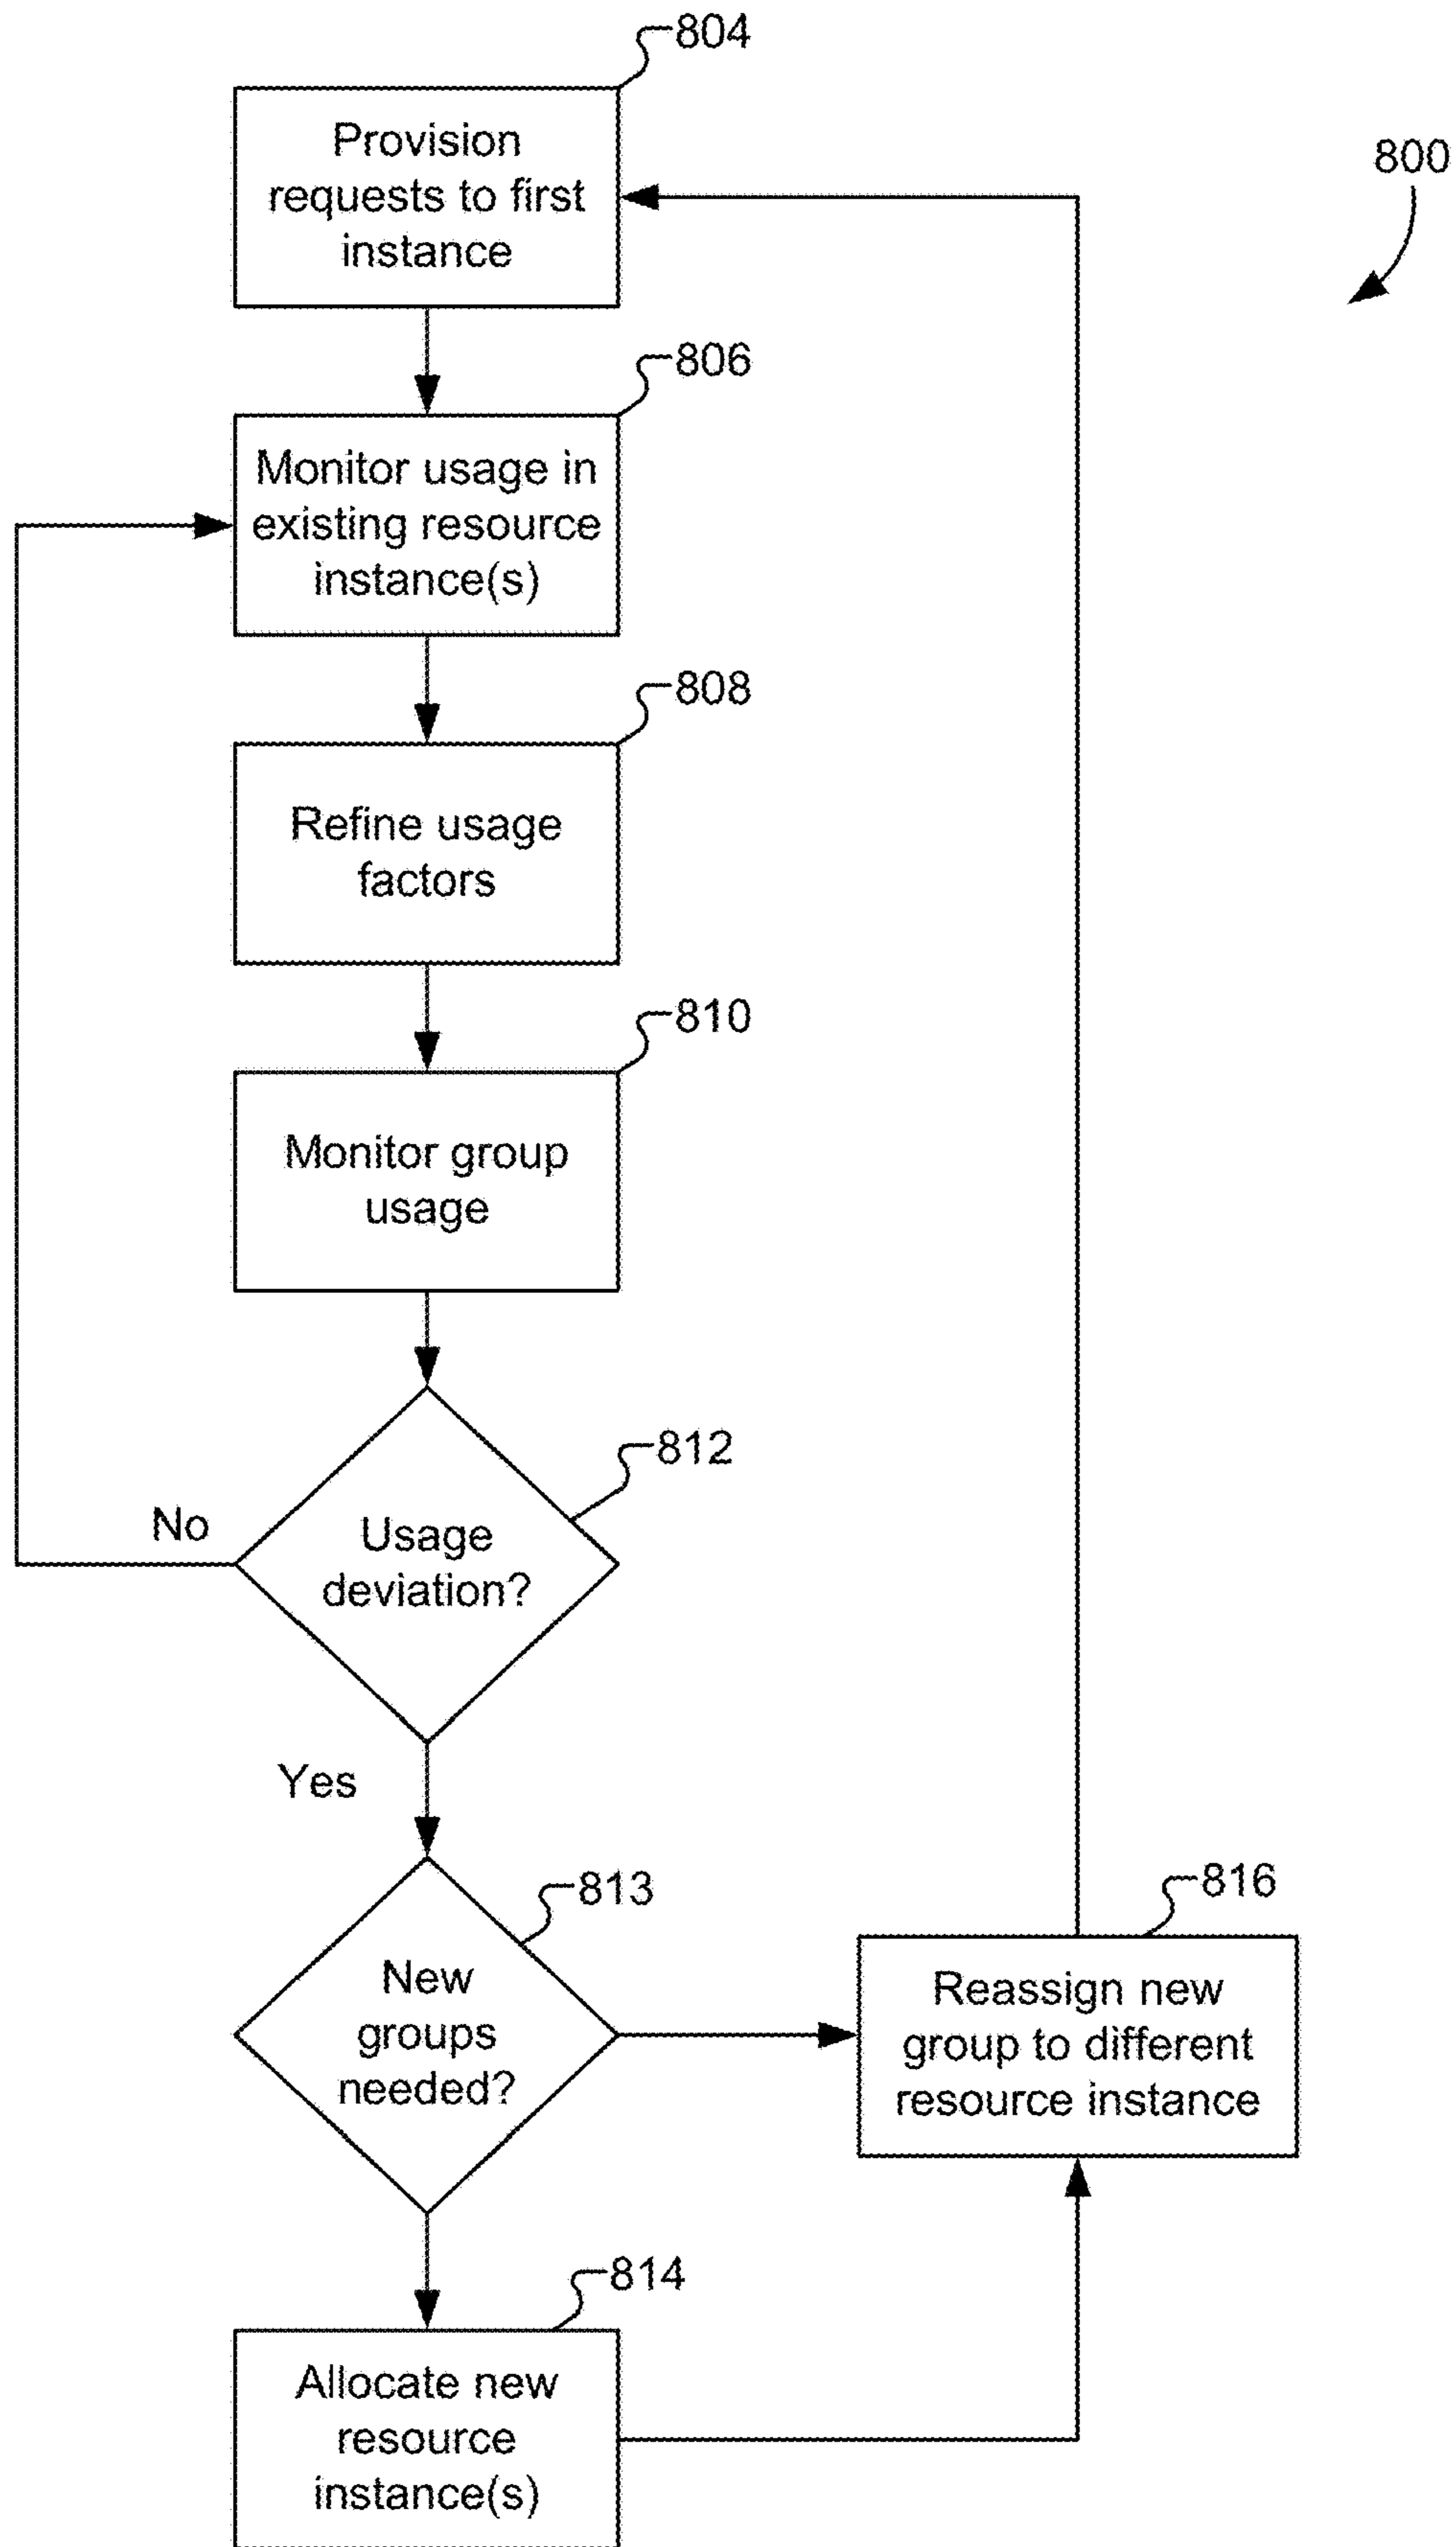 804
Provision
requests to first
instance
800
806
Monitor usage in
existing resource
instance(s)
808
Refine usage
factors
810
Monitor group
usage
812
Usage
deviation?
No
Yes
813
New
groups
needed?
816
Reassign new
group to different
resource instance
814
Allocate new
resource
instance(s)